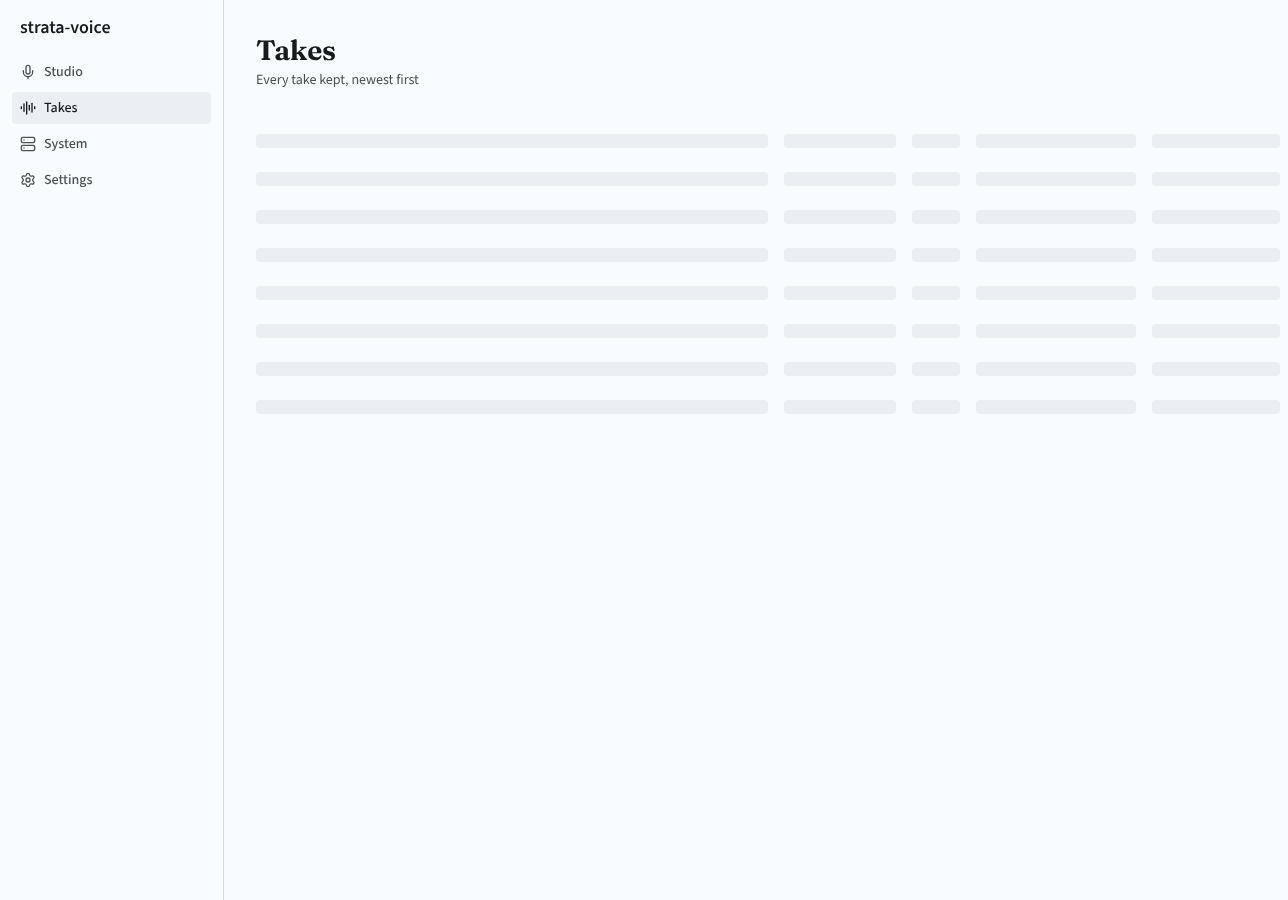 strata-voice
Studio
Takes
System
Settings
Takes
Every take kept, newest first